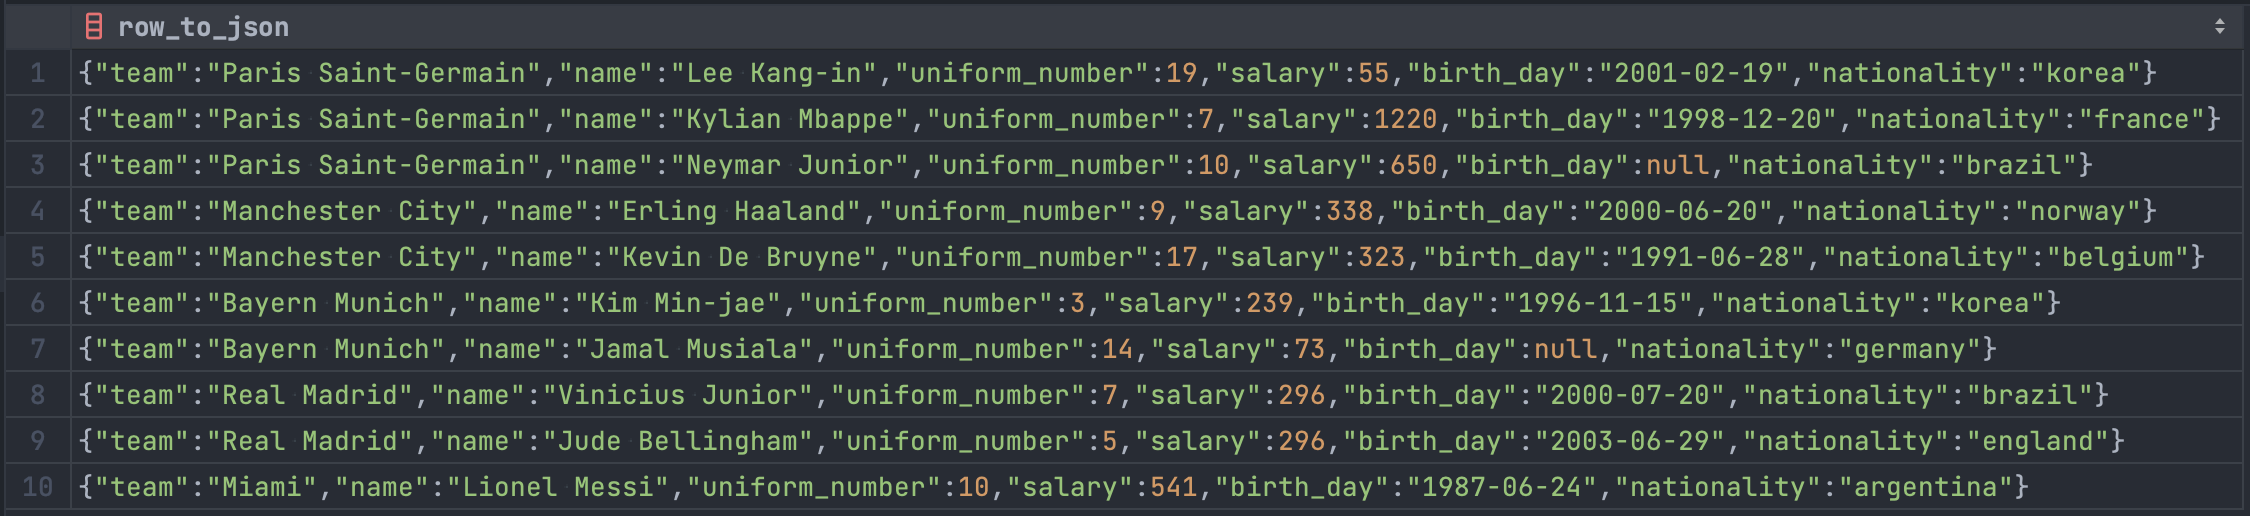 row_to_json
1 {"team":"Paris Saint-Germain","name":"Lee Kang-in","uniform_number":19,"salary":55,"birth_day":"2001-02-19","nationality":"korea"}
2 {"team":"Paris Saint-Germain","name":"Kylian Mbappe","uniform_number":7,"salary":1220,"birth_day":"1998-12-20","nationality":"france"}
3 {"team":"Paris Saint-Germain","name":"Neymar Junior","uniform_number":10,"salary":650,"birth_day":null,"nationality":"brazil"}
4 {"team":"Manchester City","name":"Erling Haaland","uniform_number":9,"salary":338,"birth_day":"2000-06-20","nationality":"norway"}
5 {"team":"Manchester City","name":"Kevin De Bruyne","uniform_number":17,"salary":323,"birth_day":"1991-06-28","nationality":"belgium"}
6 {"team":"Bayern Munich","name":"Kim Min-jae","uniform_number":3,"salary":239,"birth_day":"1996-11-15","nationality":"korea"}
7 {"team":"Bayern Munich","name":"Jamal Musiala","uniform_number":14,"salary":73,"birth_day":null,"nationality":"germany"}
8 {"team":"Real Madrid","name":"Vinicius Junior","uniform_number":7,"salary":296,"birth_day":"2000-07-20","nationality":"brazil"}
9 {"team":"Real Madrid","name":"Jude Bellingham","uniform_number":5,"salary":296,"birth_day":"2003-06-29","nationality":"england"}
10 {"team":"Miami","name":"Lionel Messi","uniform_number":10,"salary":541,"birth_day":"1987-06-24","nationality":"argentina"}